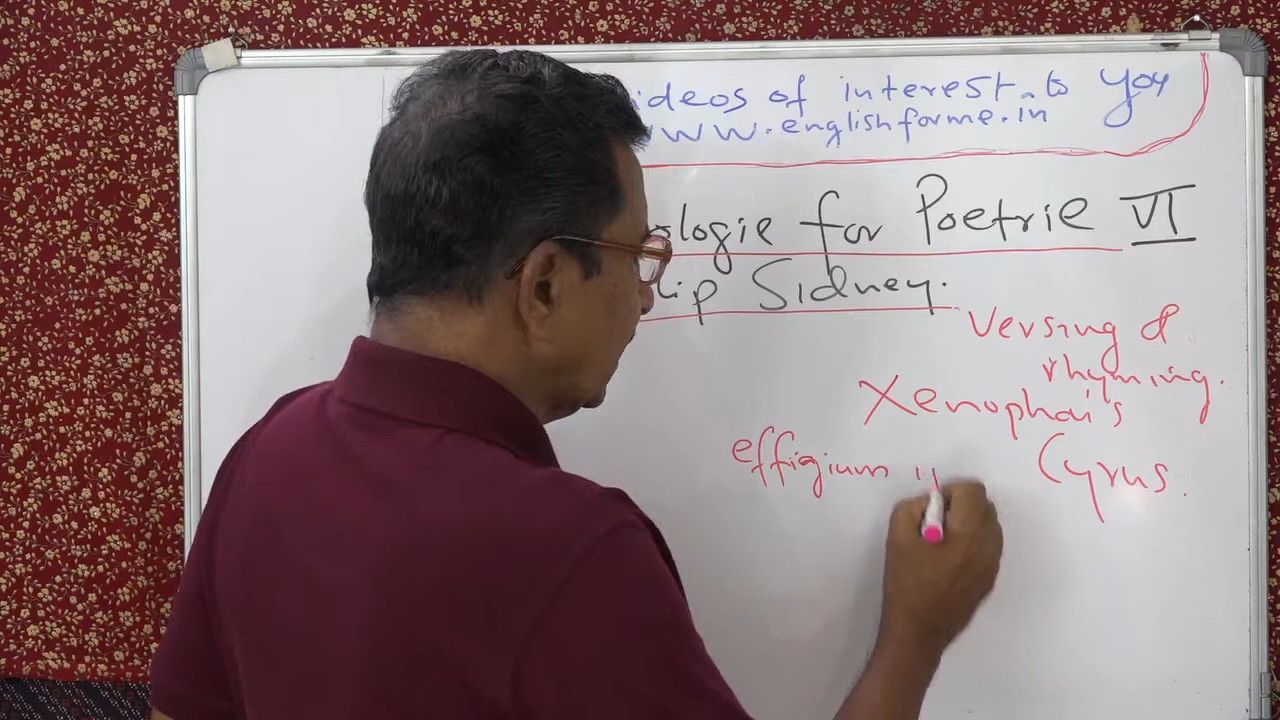 ideos of interest to you
www.englishforme.in
ologie for Poetrie VI
lip Sidney.
Versing &
rhyming.
Xenophon's
effigium i
Cyrus.